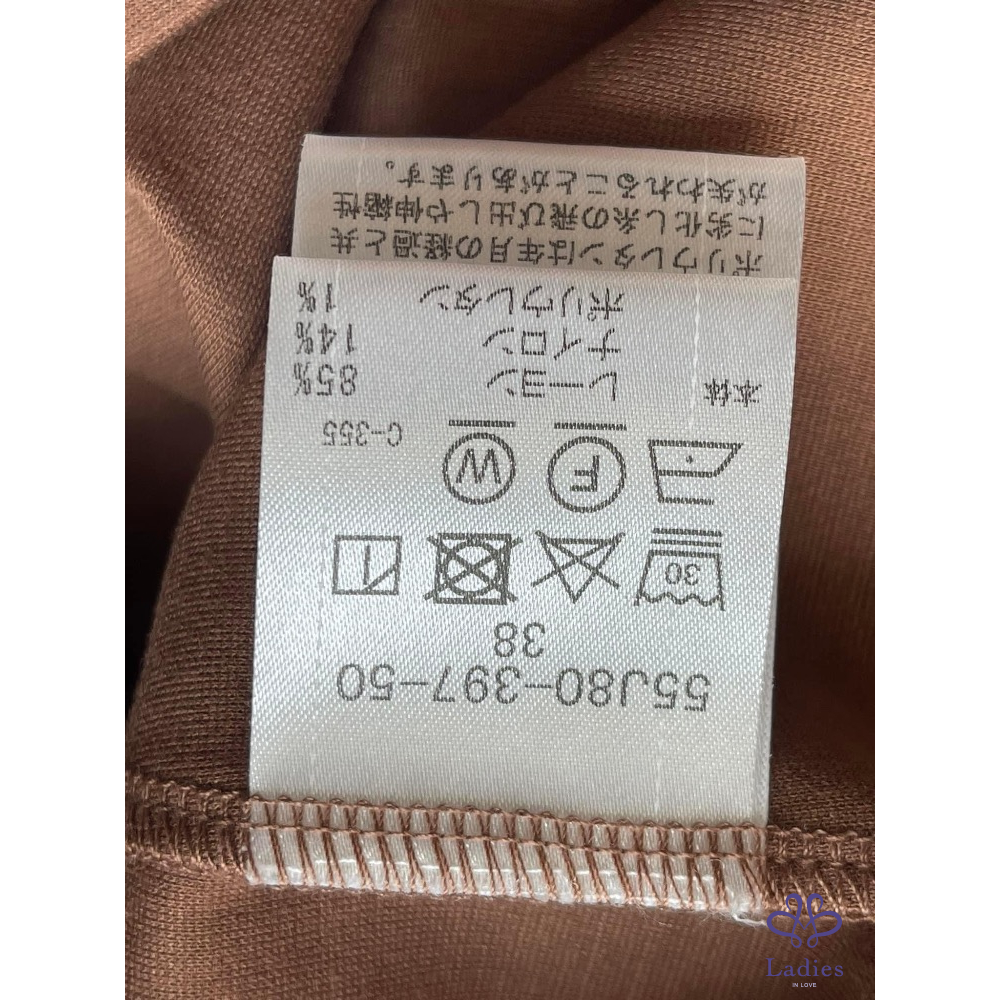 55J80-397-50
38
30
F
W
C-355
本体
レーヨン 85%
ナイロン 14%
ポリウレタン 1%
ポリウレタンは年月の経過と共
に劣化し糸の飛び出しや伸縮性
が失われることがあります。
Ladies
IN LOVE